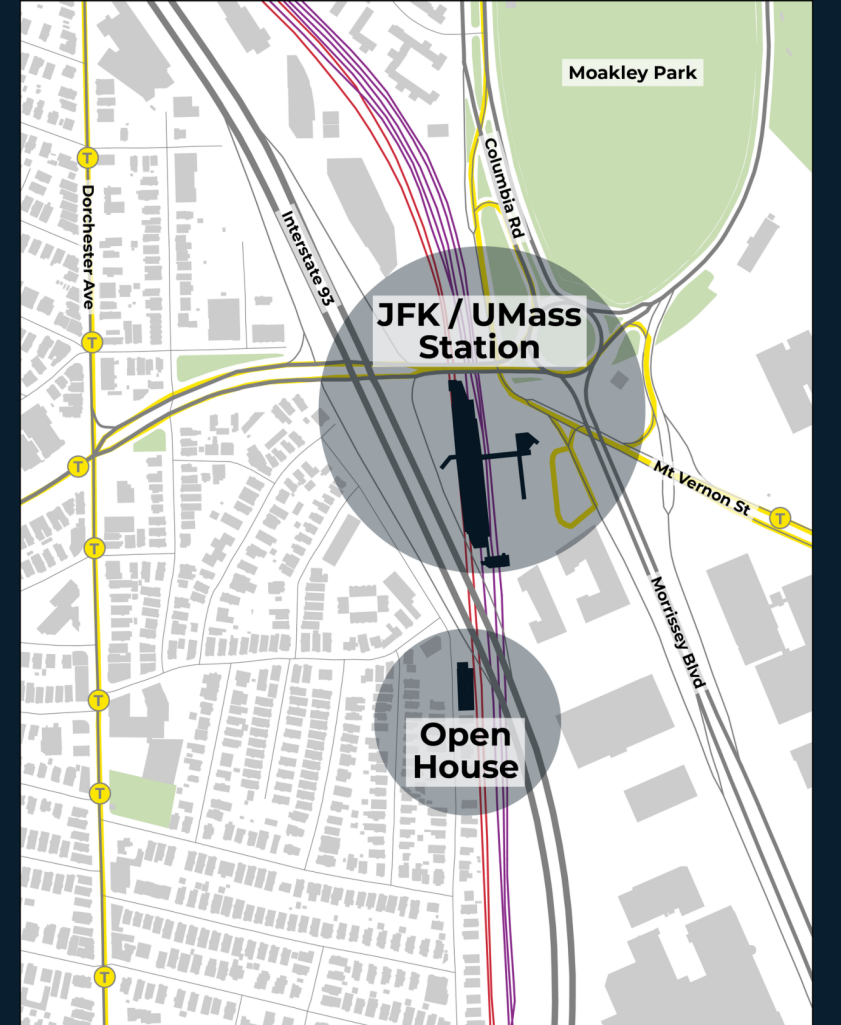 Moakley Park
Columbia Rd
T
Dorchester Ave
Interstate 93
JFK / UMass
Station
T
T
Mt Vernon St
T
T
Morrissey Blvd
T
Open
House
T
T